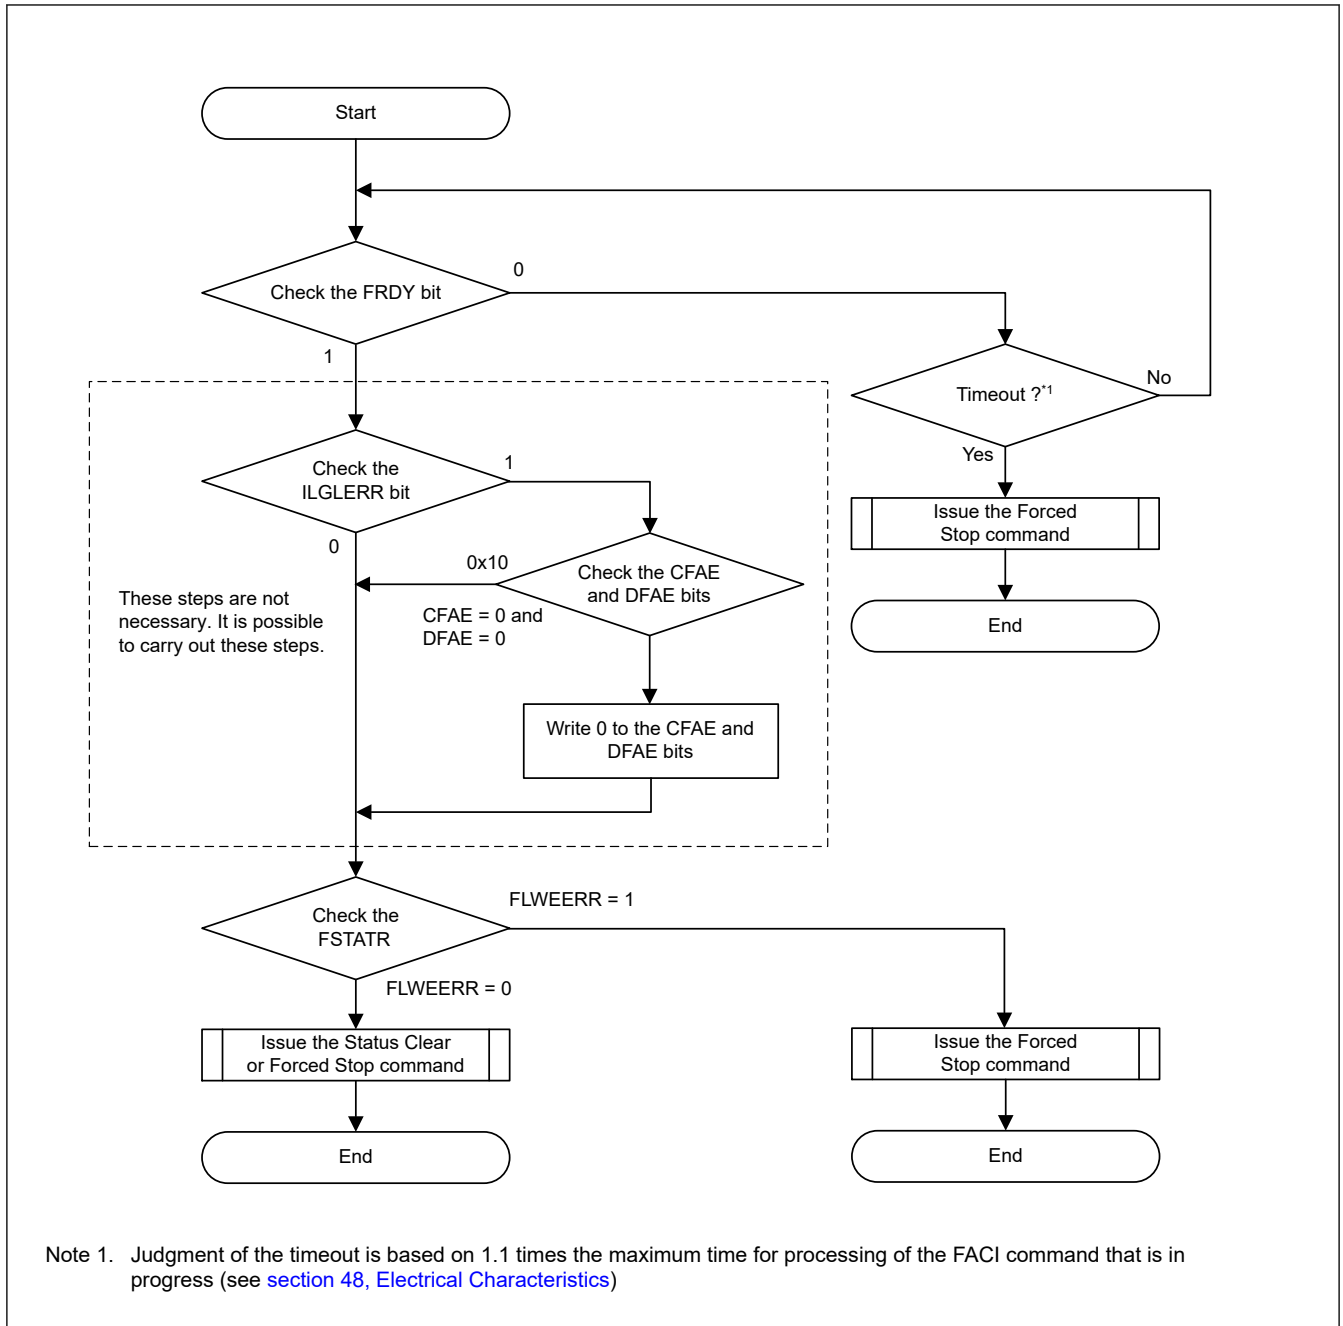 Start
Check the FRDY bit
0
1
Timeout ?*1
No
Yes
Issue the Forced
Stop command
End
Check the
ILGLERR bit
1
0
Check the CFAE
and DFAE bits
0x10
CFAE = 0 and
DFAE = 0
These steps are not
necessary. It is possible
to carry out these steps.
Write 0 to the CFAE and
DFAE bits
Check the
FSTATR
FLWEERR = 1
FLWEERR = 0
Issue the Status Clear
or Forced Stop command
End
Issue the Forced
Stop command
End
Note 1. Judgment of the timeout is based on 1.1 times the maximum time for processing of the FACI command that is in
progress (see section 48, Electrical Characteristics)